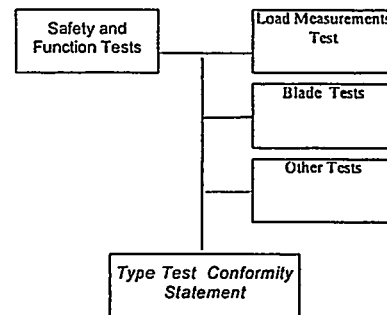 Safety and
Function Tests
Load Measurements
Test
Blade Tests
Other Tests
Type Test Conformity
Statement